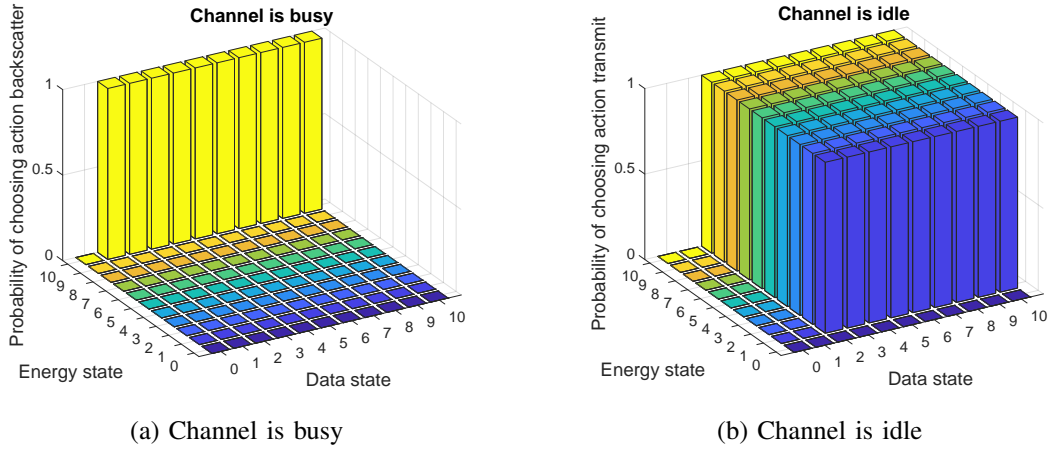 Channel is busy
Probability of choosing action backscatter
1
0.5
0
10 9 8 7 6 5 4 3 2 1 0
Energy state
0 1 2 3 4 5 6 7 8 9 10
Data state
(a) Channel is busy
Channel is idle
Probability of choosing action transmit
1
0.5
0
10 9 8 7 6 5 4 3 2 1 0
Energy state
0 1 2 3 4 5 6 7 8 9 10
Data state
(b) Channel is idle